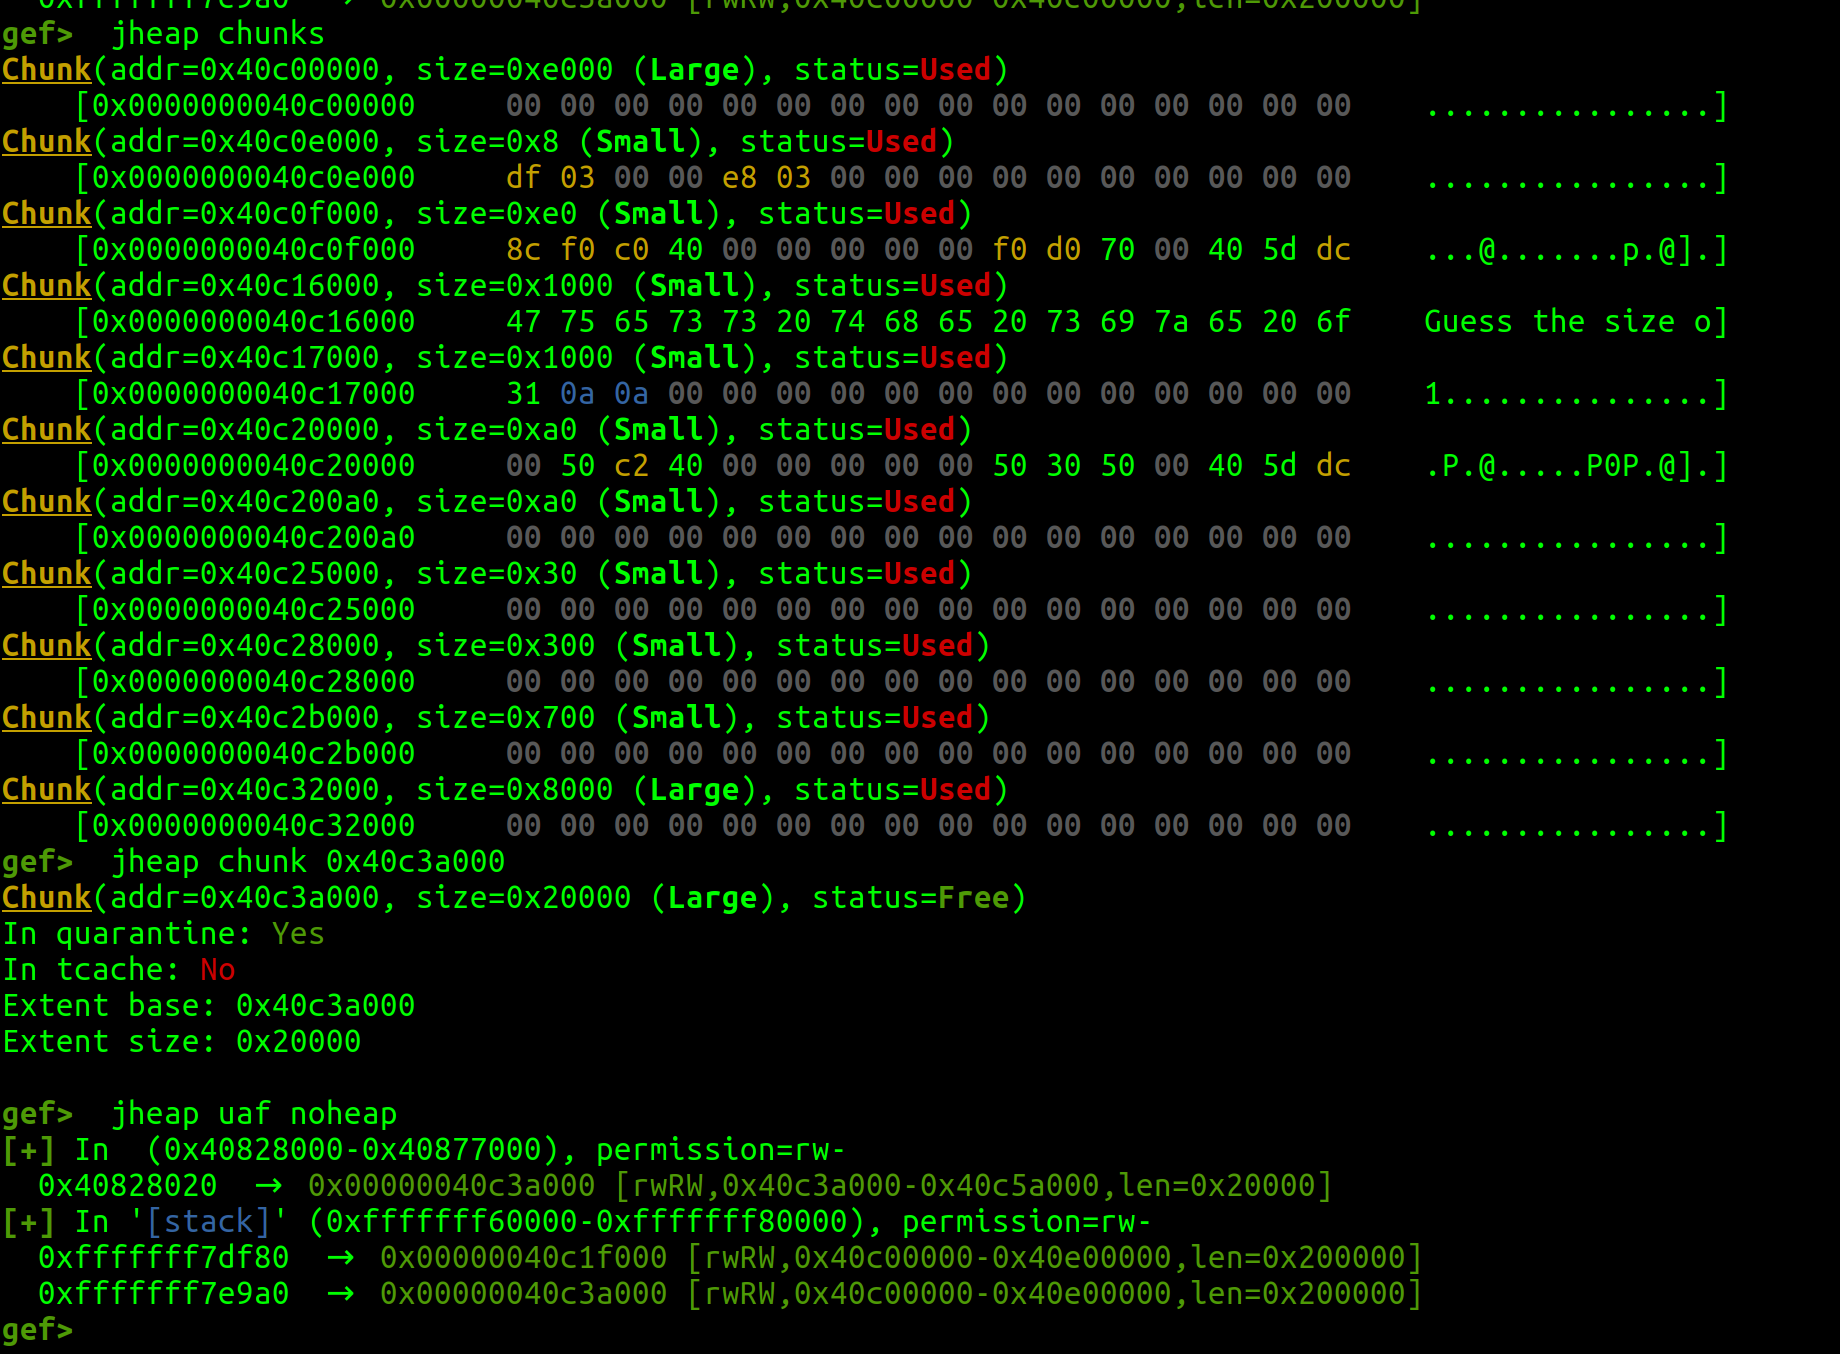 0xfffffff7e9a0  →  0x00000040c3a000 [rwRW,0x40c00000-0x40e00000,len=0x200000]
gef>  jheap chunks
Chunk(addr=0x40c00000, size=0xe000 (Large), status=Used)
[0x0000000040c00000     00 00 00 00 00 00 00 00 00 00 00 00 00 00 00 00    ................]
Chunk(addr=0x40c0e000, size=0x8 (Small), status=Used)
[0x0000000040c0e000     df 03 00 00 e8 03 00 00 00 00 00 00 00 00 00 00    ................]
Chunk(addr=0x40c0f000, size=0xe0 (Small), status=Used)
[0x0000000040c0f000     8c f0 c0 40 00 00 00 00 00 f0 d0 70 00 40 5d dc    ...@.......p.@].]
Chunk(addr=0x40c16000, size=0x1000 (Small), status=Used)
[0x0000000040c16000     47 75 65 73 73 20 74 68 65 20 73 69 7a 65 20 6f    Guess the size o]
Chunk(addr=0x40c17000, size=0x1000 (Small), status=Used)
[0x0000000040c17000     31 0a 0a 00 00 00 00 00 00 00 00 00 00 00 00 00    1...............]
Chunk(addr=0x40c20000, size=0xa0 (Small), status=Used)
[0x0000000040c20000     00 50 c2 40 00 00 00 00 00 50 30 50 00 40 5d dc    .P.@.....P0P.@].]
Chunk(addr=0x40c200a0, size=0xa0 (Small), status=Used)
[0x0000000040c200a0     00 00 00 00 00 00 00 00 00 00 00 00 00 00 00 00    ................]
Chunk(addr=0x40c25000, size=0x30 (Small), status=Used)
[0x0000000040c25000     00 00 00 00 00 00 00 00 00 00 00 00 00 00 00 00    ................]
Chunk(addr=0x40c28000, size=0x300 (Small), status=Used)
[0x0000000040c28000     00 00 00 00 00 00 00 00 00 00 00 00 00 00 00 00    ................]
Chunk(addr=0x40c2b000, size=0x700 (Small), status=Used)
[0x0000000040c2b000     00 00 00 00 00 00 00 00 00 00 00 00 00 00 00 00    ................]
Chunk(addr=0x40c32000, size=0x8000 (Large), status=Used)
[0x0000000040c32000     00 00 00 00 00 00 00 00 00 00 00 00 00 00 00 00    ................]
gef>  jheap chunk 0x40c3a000
Chunk(addr=0x40c3a000, size=0x20000 (Large), status=Free)
In quarantine: Yes
In tcache: No
Extent base: 0x40c3a000
Extent size: 0x20000
gef>  jheap uaf noheap
[+] In  (0x40828000-0x40877000), permission=rw-
0x40828020  →  0x00000040c3a000 [rwRW,0x40c3a000-0x40c5a000,len=0x20000]
[+] In '[stack]' (0xfffffff60000-0xfffffff80000), permission=rw-
0xfffffff7df80  →  0x00000040c1f000 [rwRW,0x40c00000-0x40e00000,len=0x200000]
0xfffffff7e9a0  →  0x00000040c3a000 [rwRW,0x40c00000-0x40e00000,len=0x200000]
gef>